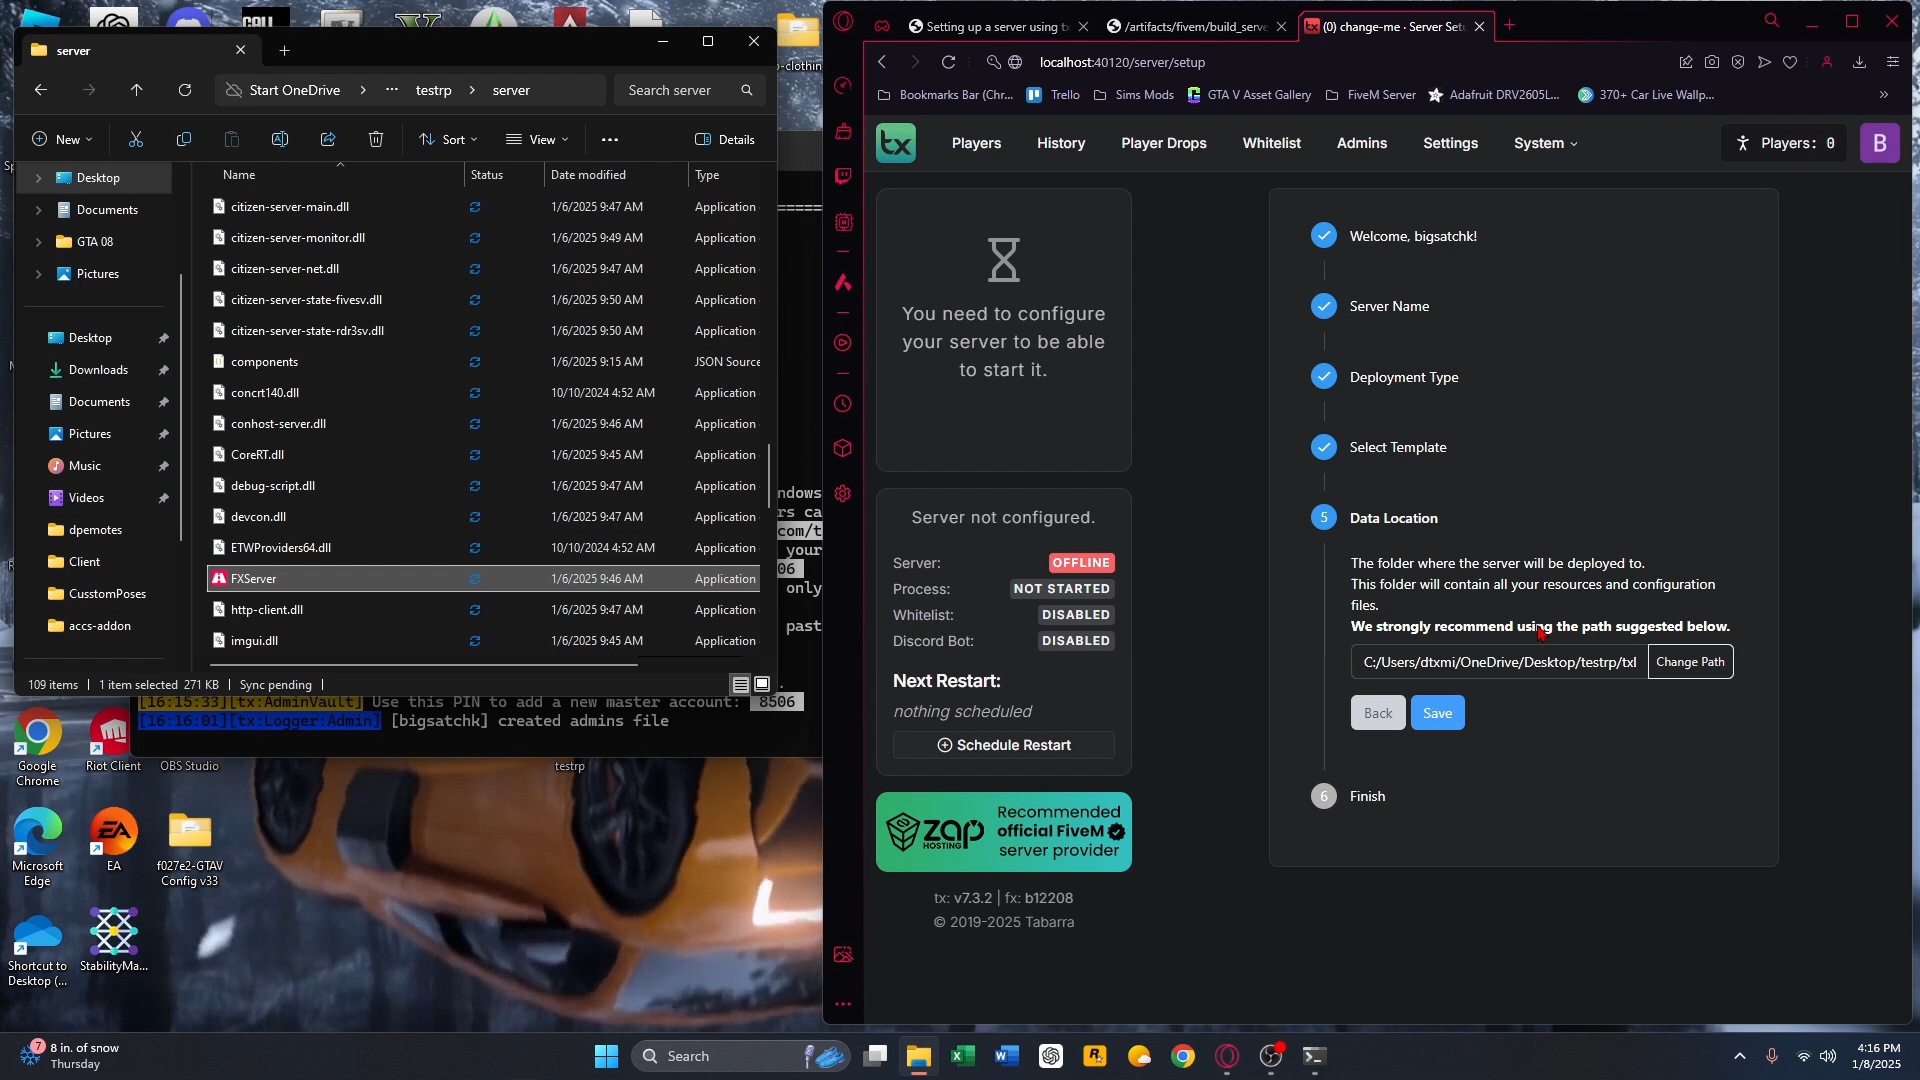 server
Start OneDrive
testrp
server
Search server
New
Sort
View
Details
Desktop
Documents
GTA 08
Pictures
Desktop
Downloads
Documents
Pictures
Music
Videos
dpemotes
Client
CusstomPoses
accs-addon
Name Status Date modified Type
citizen-server-main.dll 1/6/2025 9:47 AM Application
citizen-server-monitor.dll 1/6/2025 9:49 AM Application
citizen-server-net.dll 1/6/2025 9:47 AM Application
citizen-server-state-fivesv.dll 1/6/2025 9:50 AM Application
citizen-server-state-rdr3sv.dll 1/6/2025 9:50 AM Application
components 1/6/2025 9:15 AM JSON Source
concrt140.dll 10/10/2024 4:52 AM Application
conhost-server.dll 1/6/2025 9:46 AM Application
CoreRT.dll 1/6/2025 9:45 AM Application
debug-script.dll 1/6/2025 9:47 AM Application
devcon.dll 1/6/2025 9:47 AM Application
ETWProviders64.dll 10/10/2024 4:52 AM Application
FXServer 1/6/2025 9:46 AM Application
http-client.dll 1/6/2025 9:47 AM Application
imgui.dll 1/6/2025 9:45 AM Application
109 items 1 item selected 271 KB Sync pending
[16:15:33][tx:AdminVault] Use this PIN to add a new master account: 8506
[16:16:01][tx:Logger:Admin] [bigsatchk] created admins file
Google Chrome
Riot Client
OBS Studio
testrp
Microsoft Edge
EA
f027e2-GTAV Config v33
Shortcut to Desktop (...
StabilityMa...
Setting up a server using
/artifacts/fivem/build_serve
(0) change-me · Server Set
localhost:40120/server/setup
Bookmarks Bar (Chr...
Trello
Sims Mods
GTA V Asset Gallery
FiveM Server
Adafruit DRV2605L...
370+ Car Live Wallp...
tx
Players
History
Player Drops
Whitelist
Admins
Settings
System
Players: 0
B
You need to configure
your server to be able
to start it.
Server not configured.
Server: OFFLINE
Process: NOT STARTED
Whitelist: DISABLED
Discord Bot: DISABLED
Next Restart:
nothing scheduled
Schedule Restart
ZAP HOSTING
Recommended
official FiveM
server provider
tx: v7.3.2 | fx: b12208
© 2019-2025 Tabarra
Welcome, bigsatchk!
Server Name
Deployment Type
Select Template
5 Data Location
The folder where the server will be deployed to.
This folder will contain all your resources and configuration
files.
We strongly recommend using the path suggested below.
C:/Users/dtxmi/OneDrive/Desktop/testrp/txl
Change Path
Back
Save
6 Finish
7
8 in. of snow
Thursday
Search
4:16 PM
1/8/2025